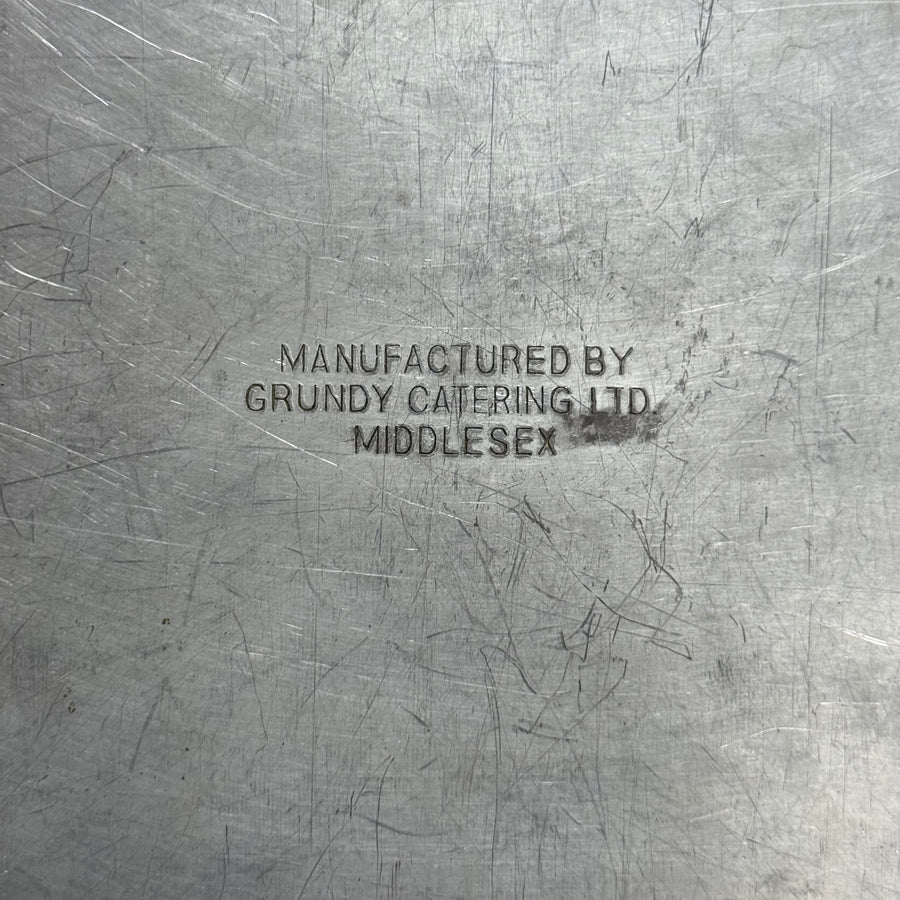 MANUFACTURED BY
GRUNDY CATERING LTD.
MIDDLESEX